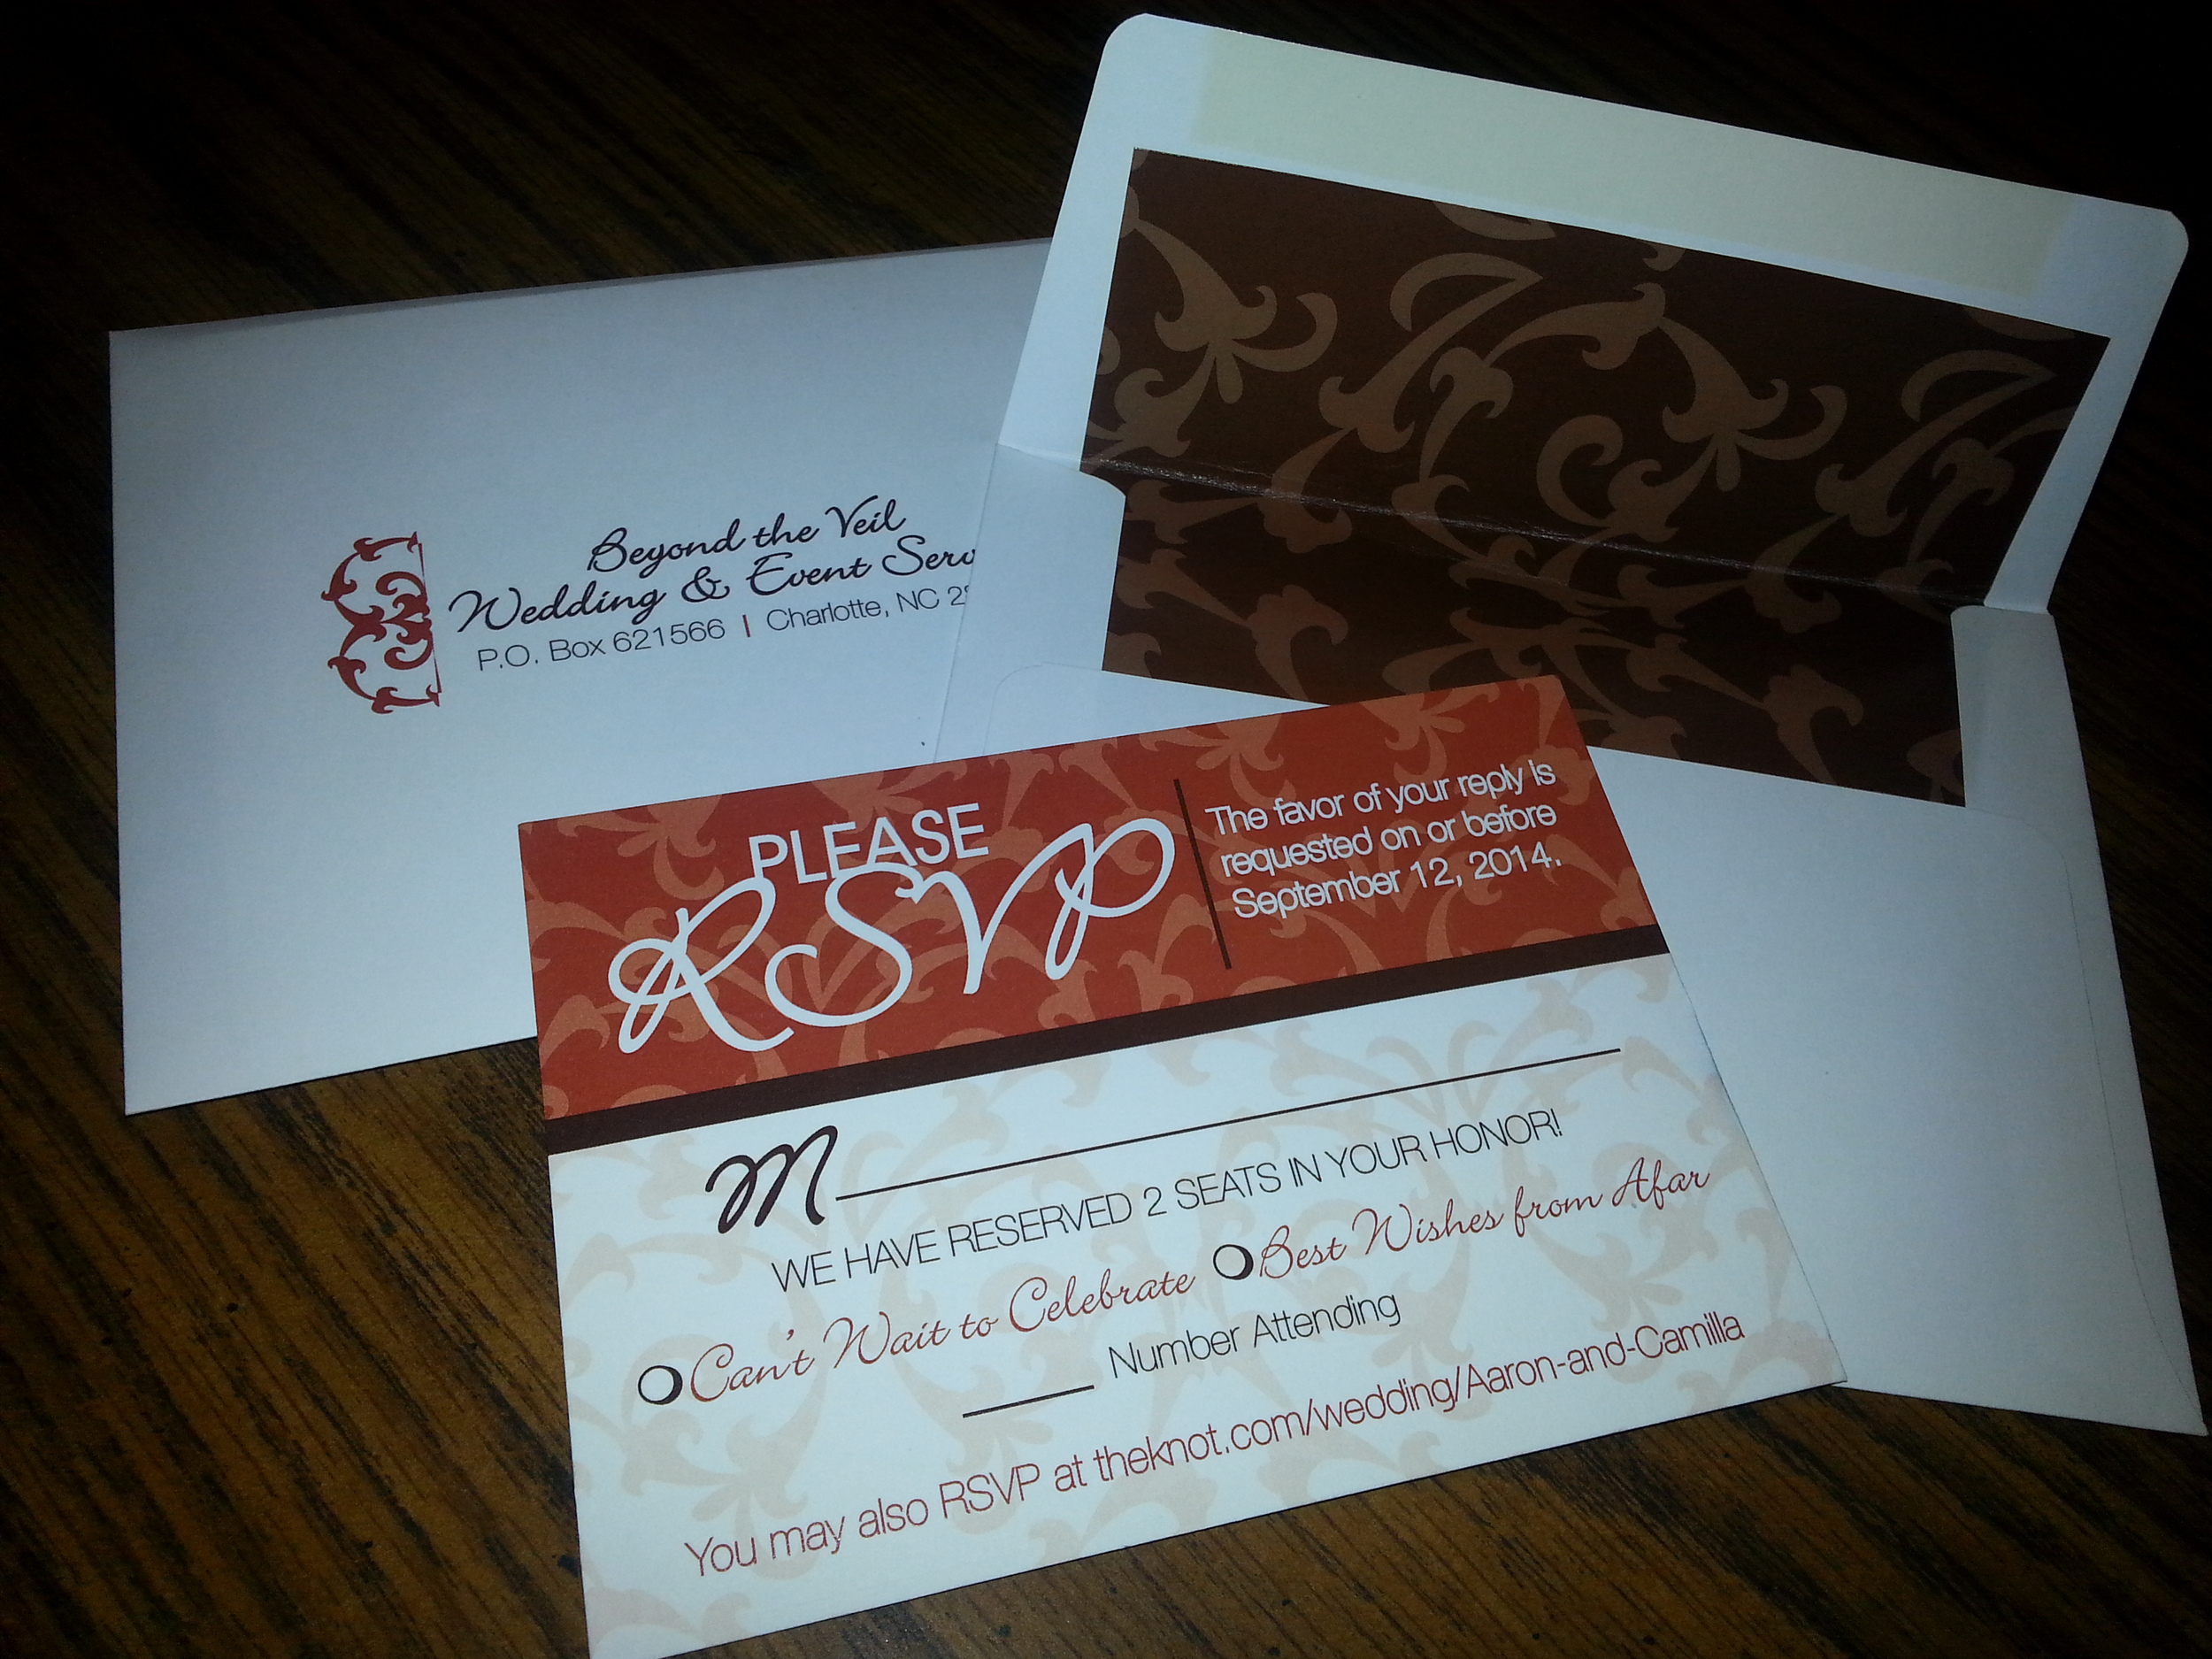 Beyond the Veil
Wedding & Event
P.O. Box 621566 | Charlotte, NC
PLEASE
RSVP
The favor of your reply is
requested on or before
September 12, 2014.
M
WE HAVE RESERVED 2 SEATS IN YOUR HONOR!
Can't Wait to Celebrate Best Wishes from Afar
Number Attending
You may also RSVP at theknot.com/wedding/Aaron-and-Camilla